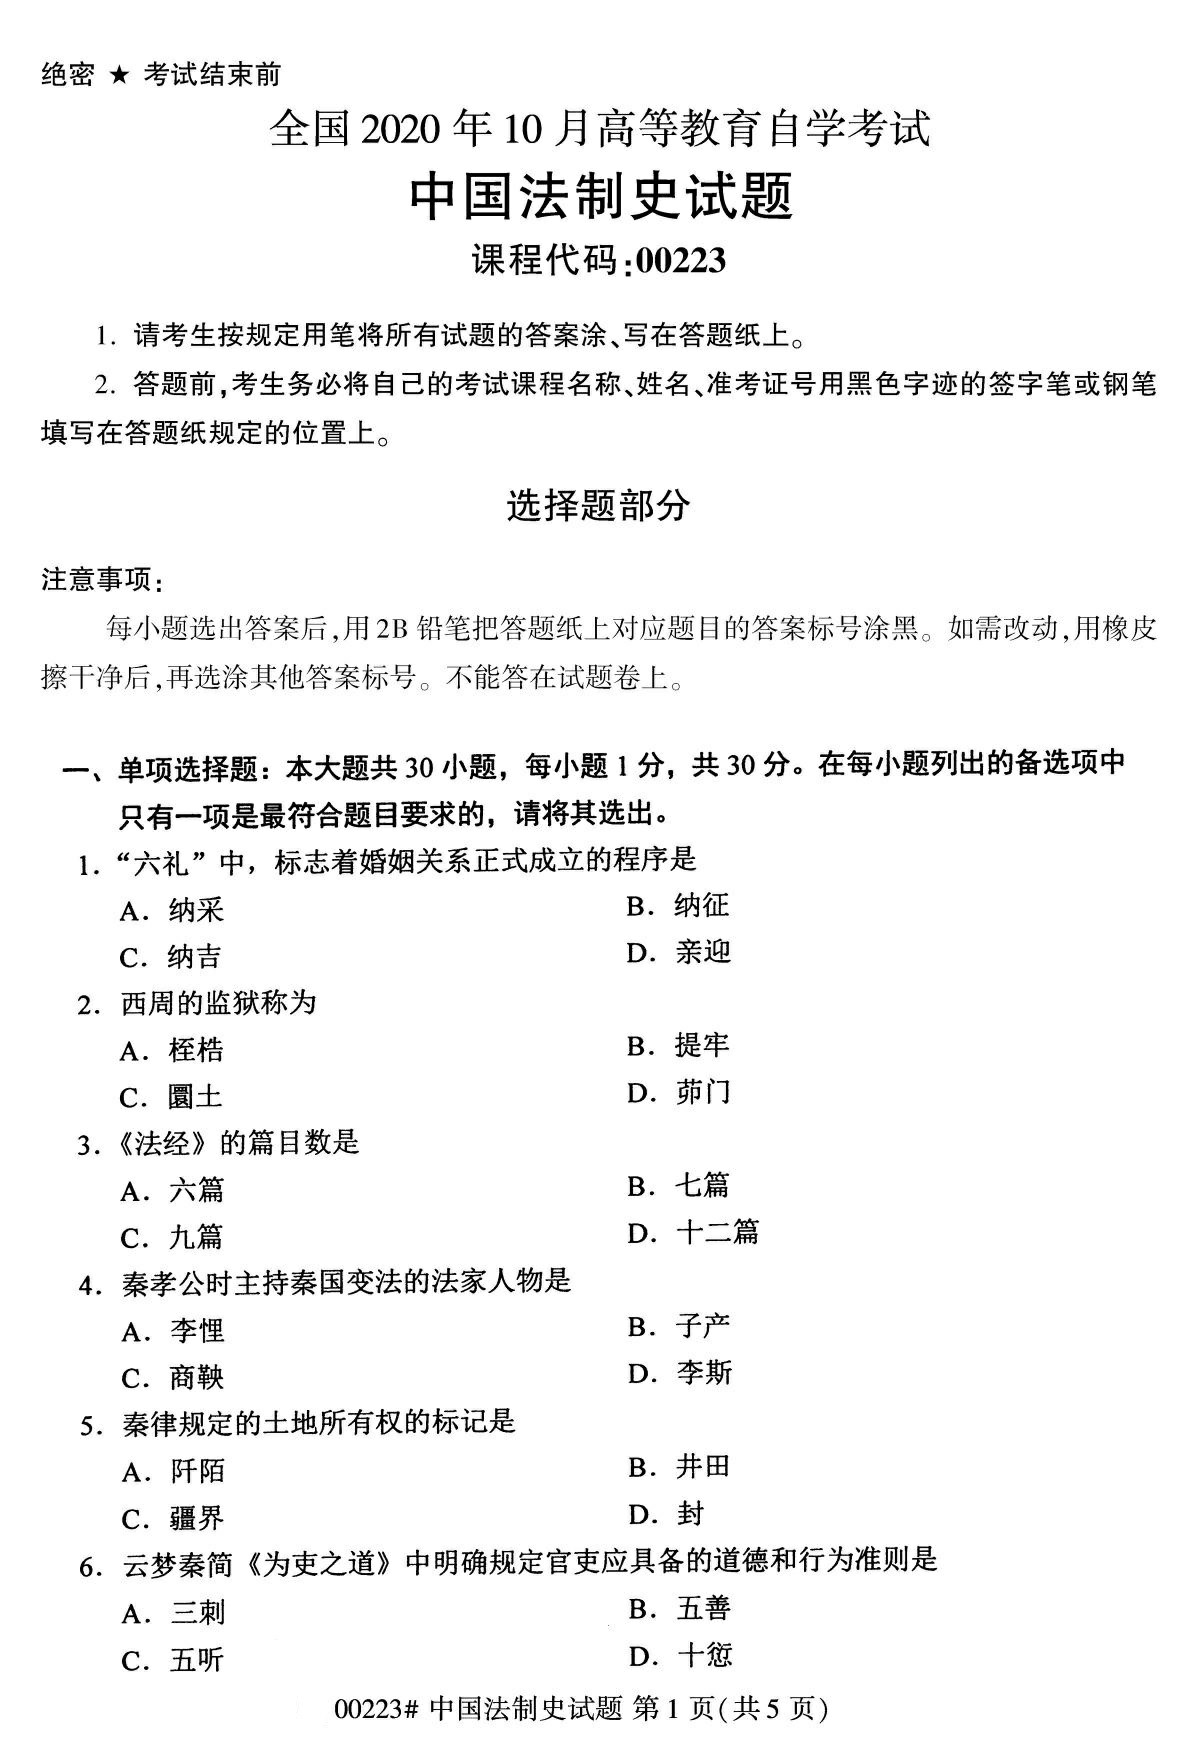 绝密 ★ 考试结束前
全国 2020 年 10 月高等教育自学考试
中国法制史试题
课程代码:00223
1. 请考生按规定用笔将所有试题的答案涂、写在答题纸上。
2. 答题前,考生务必将自己的考试课程名称、姓名、准考证号用黑色字迹的签字笔或钢笔
填写在答题纸规定的位置上。
选择题部分
注意事项:
每小题选出答案后,用 2B 铅笔把答题纸上对应题目的答案标号涂黑。如需改动,用橡皮
擦干净后,再选涂其他答案标号。不能答在试题卷上。
一、单项选择题：本大题共 30 小题，每小题 1 分，共 30 分。在每小题列出的备选项中
只有一项是最符合题目要求的，请将其选出。
1.“六礼”中，标志着婚姻关系正式成立的程序是
A．纳采 B．纳征
C．纳吉 D．亲迎
2．西周的监狱称为
A．桎梏 B．提牢
C．圜土 D．茆门
3.《法经》的篇目数是
A．六篇 B．七篇
C．九篇 D．十二篇
4．秦孝公时主持秦国变法的法家人物是
A．李悝 B．子产
C．商鞅 D．李斯
5．秦律规定的土地所有权的标记是
A．阡陌 B．井田
C．疆界 D．封
6．云梦秦简《为吏之道》中明确规定官吏应具备的道德和行为准则是
A．三刺 B．五善
C．五听 D．十愆
00223# 中国法制史试题 第 1 页(共 5 页)